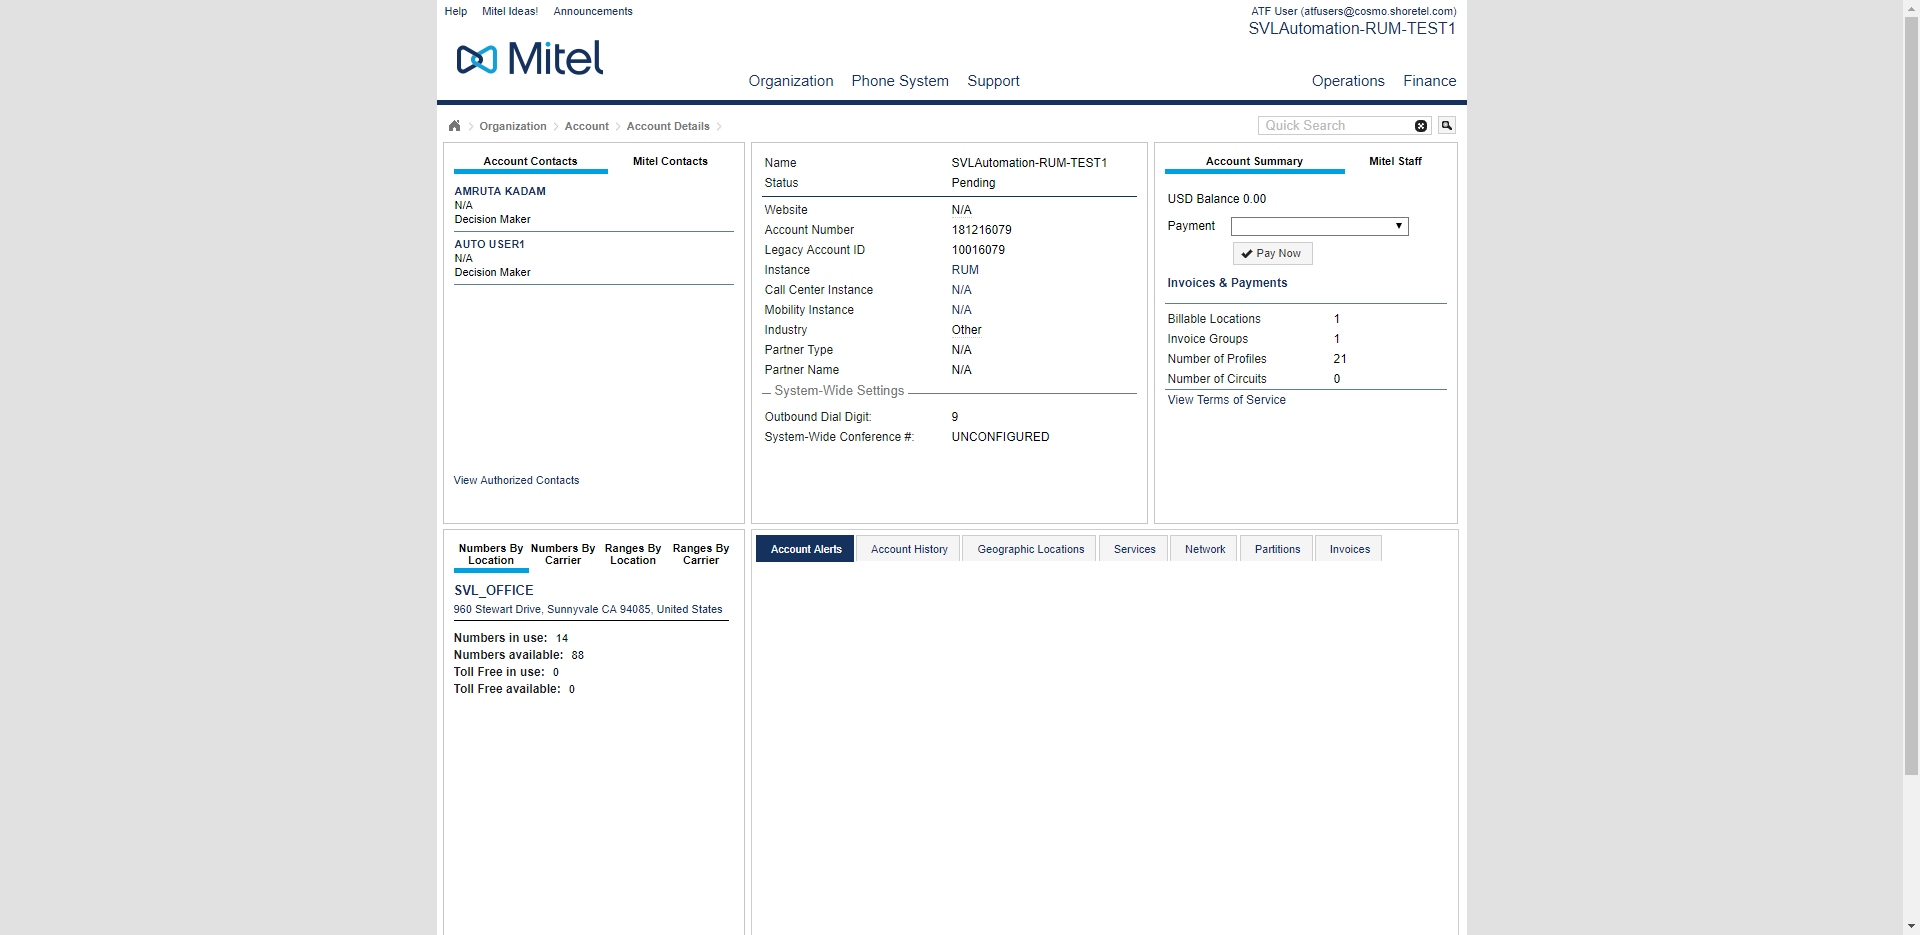 Help Mitel Ideas! Announcements
ATF User (atfusers@cosmo.shoretel.com)
SVLAutomation-RUM-TEST1
Mitel
Organization Phone System Support Operations Finance
Organization Account Account Details
Quick Search
Account Contacts Mitel Contacts
AMRUTA KADAM
N/A
Decision Maker
AUTO USER1
N/A
Decision Maker
View Authorized Contacts
Name SVLAutomation-RUM-TEST1
Status Pending
Website N/A
Account Number 181216079
Legacy Account ID 10016079
Instance RUM
Call Center Instance N/A
Mobility Instance N/A
Industry Other
Partner Type N/A
Partner Name N/A
System-Wide Settings
Outbound Dial Digit: 9
System-Wide Conference #: UNCONFIGURED
Account Summary Mitel Staff
USD Balance 0.00
Payment
Pay Now
Invoices & Payments
Billable Locations 1
Invoice Groups 1
Number of Profiles 21
Number of Circuits 0
View Terms of Service
Numbers By Location Numbers By Carrier Ranges By Location Ranges By Carrier
SVL_OFFICE
960 Stewart Drive, Sunnyvale CA 94085, United States
Numbers in use: 14
Numbers available: 88
Toll Free in use: 0
Toll Free available: 0
Account Alerts Account History Geographic Locations Services Network Partitions Invoices